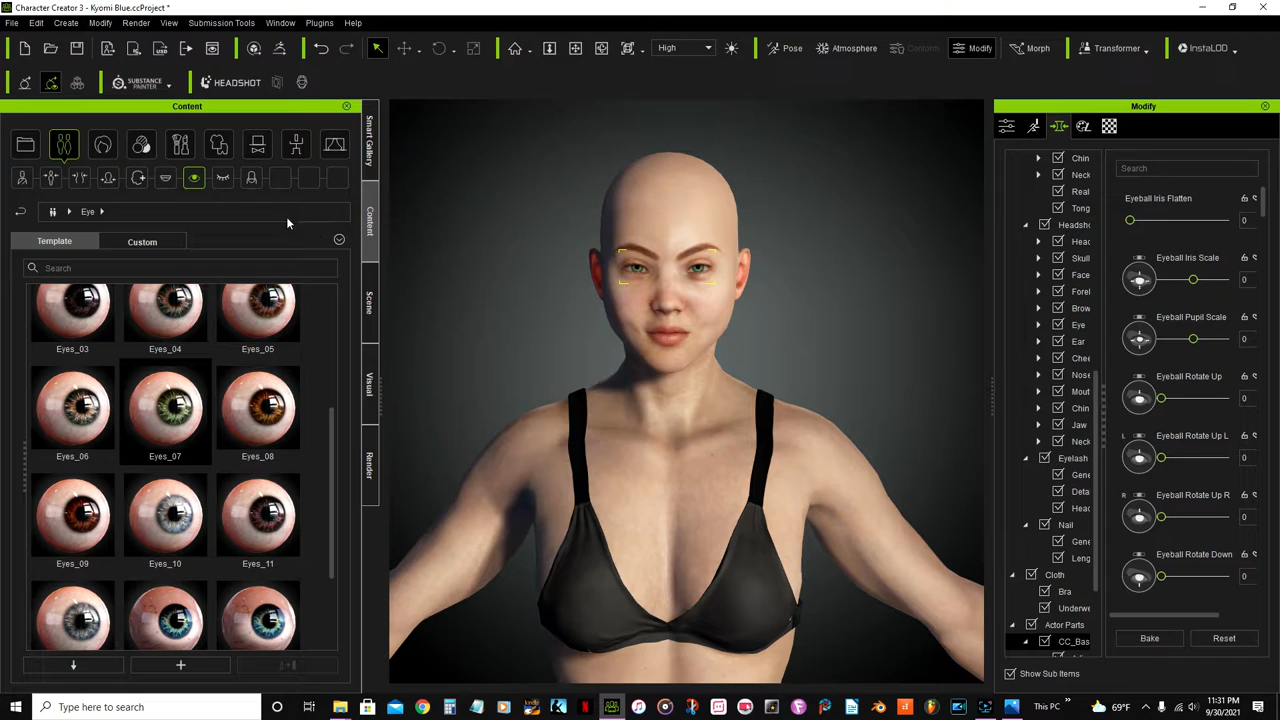 Character Creator 3 - Kyomi Blue.ccProject *
File Edit Create Modify Render View Submission Tools Window Plugins Help
High Pose Atmosphere Conform Modify Morph Transformer InstaLOD
SUBSTANCE PAINTER HEADSHOT
Content
Modify
Smart Gallery
Content
Scene
Visual
Render
Eye
Template Custom
Search
Eyes_03 Eyes_04 Eyes_05
Eyes_06 Eyes_07 Eyes_08
Eyes_09 Eyes_10 Eyes_11
Chin
Neck
Real
Tong
Headsho
Head
Skull
Face
Forel
Brow
Eye
Ear
Chee
Nose
Mout
Chin
Jaw
Neck
Eyelash
Gene
Deta
Head
Nail
Gene
Leng
Cloth
Bra
Underwe
Actor Parts
CC_Bas
Show Sub Items
Search
Eyeball Iris Flatten
0
Eyeball Iris Scale
0
Eyeball Pupil Scale
0
Eyeball Rotate Up
0
L Eyeball Rotate Up L
0
R Eyeball Rotate Up R
0
Eyeball Rotate Down
0
Bake Reset
Type here to search
This PC
69°F
11:31 PM
9/30/2021